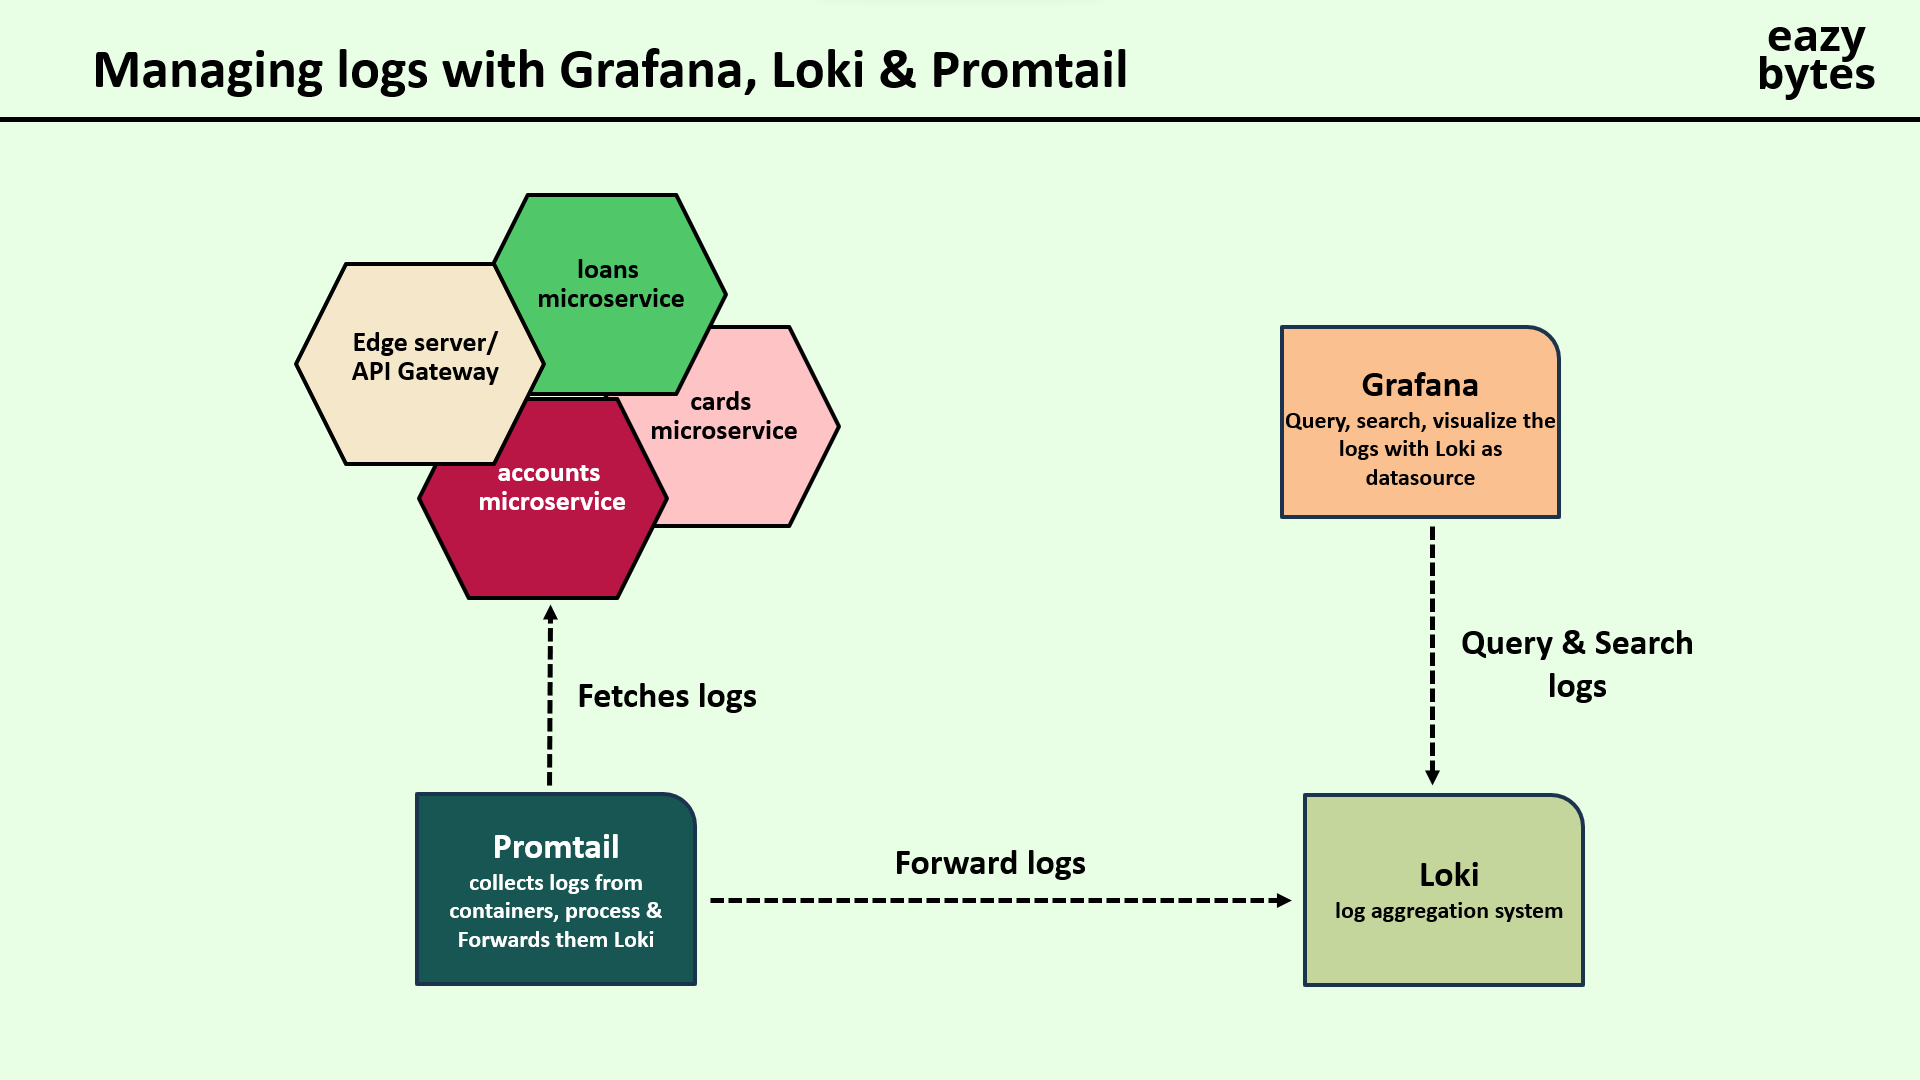 Managing logs with Grafana, Loki & Promtail
eazy
bytes
loans
microservice
Edge server/
API Gateway
cards
microservice
accounts
microservice
Grafana
Query, search, visualize the
logs with Loki as
datasource
Fetches logs
Query & Search
logs
Promtail
collects logs from
containers, process &
Forwards them Loki
Forward logs
Loki
log aggregation system